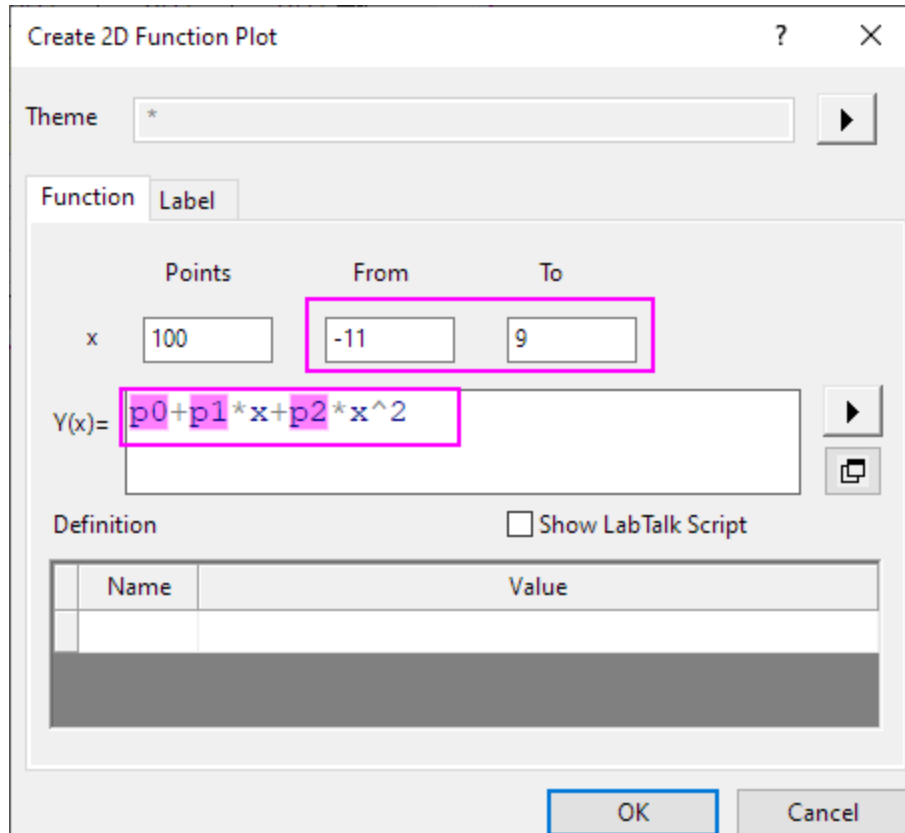 Create 2D Function Plot ? ×
Theme *
Function Label
Points From To
x 100 -11 9
Y(x)= p0+p1*x+p2*x^2
Definition Show LabTalk Script
Name Value
OK Cancel